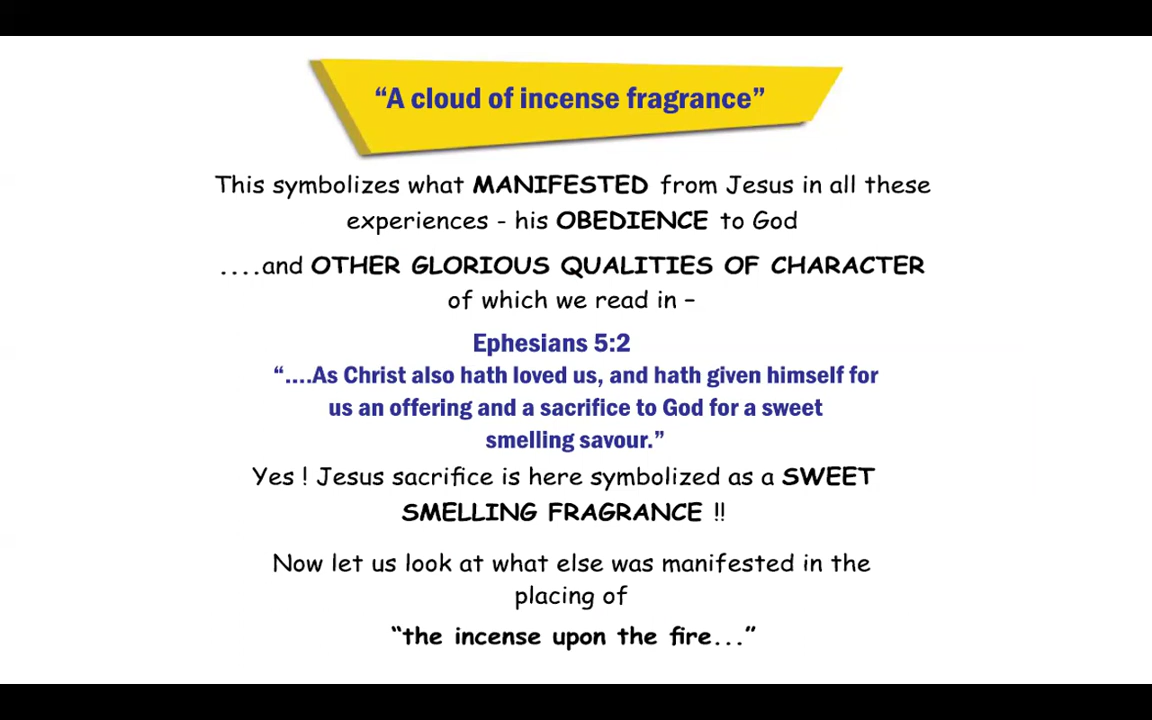 “A cloud of incense fragrance”
This symbolizes what MANIFESTED from Jesus in all these
experiences - his OBEDIENCE to God
....and OTHER GLORIOUS QUALITIES OF CHARACTER
of which we read in –
Ephesians 5:2
“....As Christ also hath loved us, and hath given himself for
us an offering and a sacrifice to God for a sweet
smelling savour.”
Yes ! Jesus sacrifice is here symbolized as a SWEET
SMELLING FRAGRANCE !!
Now let us look at what else was manifested in the
placing of
“the incense upon the fire...”